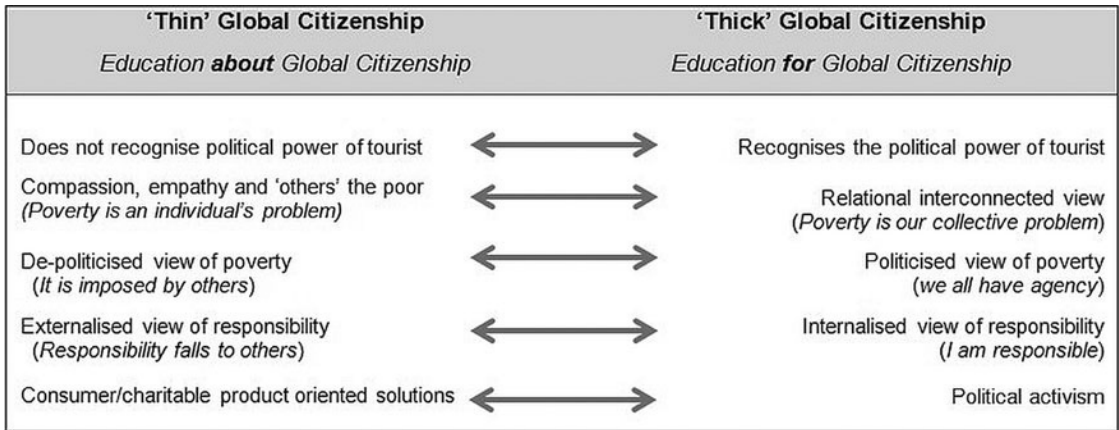 ‘Thin’ Global Citizenship
Education about Global Citizenship
‘Thick’ Global Citizenship
Education for Global Citizenship
Does not recognise political power of tourist
Recognises the political power of tourist
Compassion, empathy and ‘others’ the poor
(Poverty is an individual’s problem)
Relational interconnected view
(Poverty is our collective problem)
De-politicised view of poverty
(It is imposed by others)
Politicised view of poverty
(we all have agency)
Externalised view of responsibility
(Responsibility falls to others)
Internalised view of responsibility
(I am responsible)
Consumer/charitable product oriented solutions
Political activism